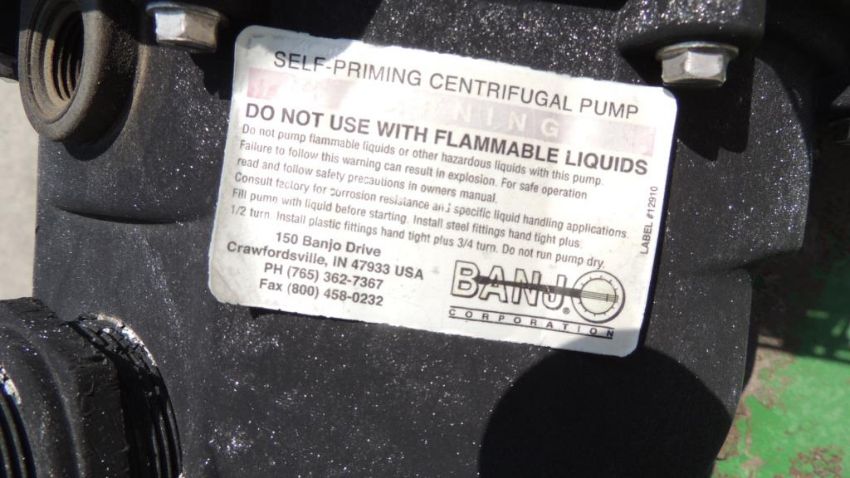 SELF-PRIMING CENTRIFUGAL PUMP
WARNING
DO NOT USE WITH FLAMMABLE LIQUIDS
Do not pump flammable liquids or other hazardous liquids with this pump.
Failure to follow this warning can result in explosion. For safe operation
read and follow safety precautions in owners manual.
Consult factory for corrosion resistance and specific liquid handling applications.
Fill pump with liquid before starting. Install steel fittings hand tight plus
1/2 turn. Install plastic fittings hand tight plus 3/4 turn. Do not run pump dry.
150 Banjo Drive
Crawfordsville, IN 47933 USA
PH (765) 362-7367
Fax (800) 458-0232
BANJO®
CORPORATION
LABEL #12910